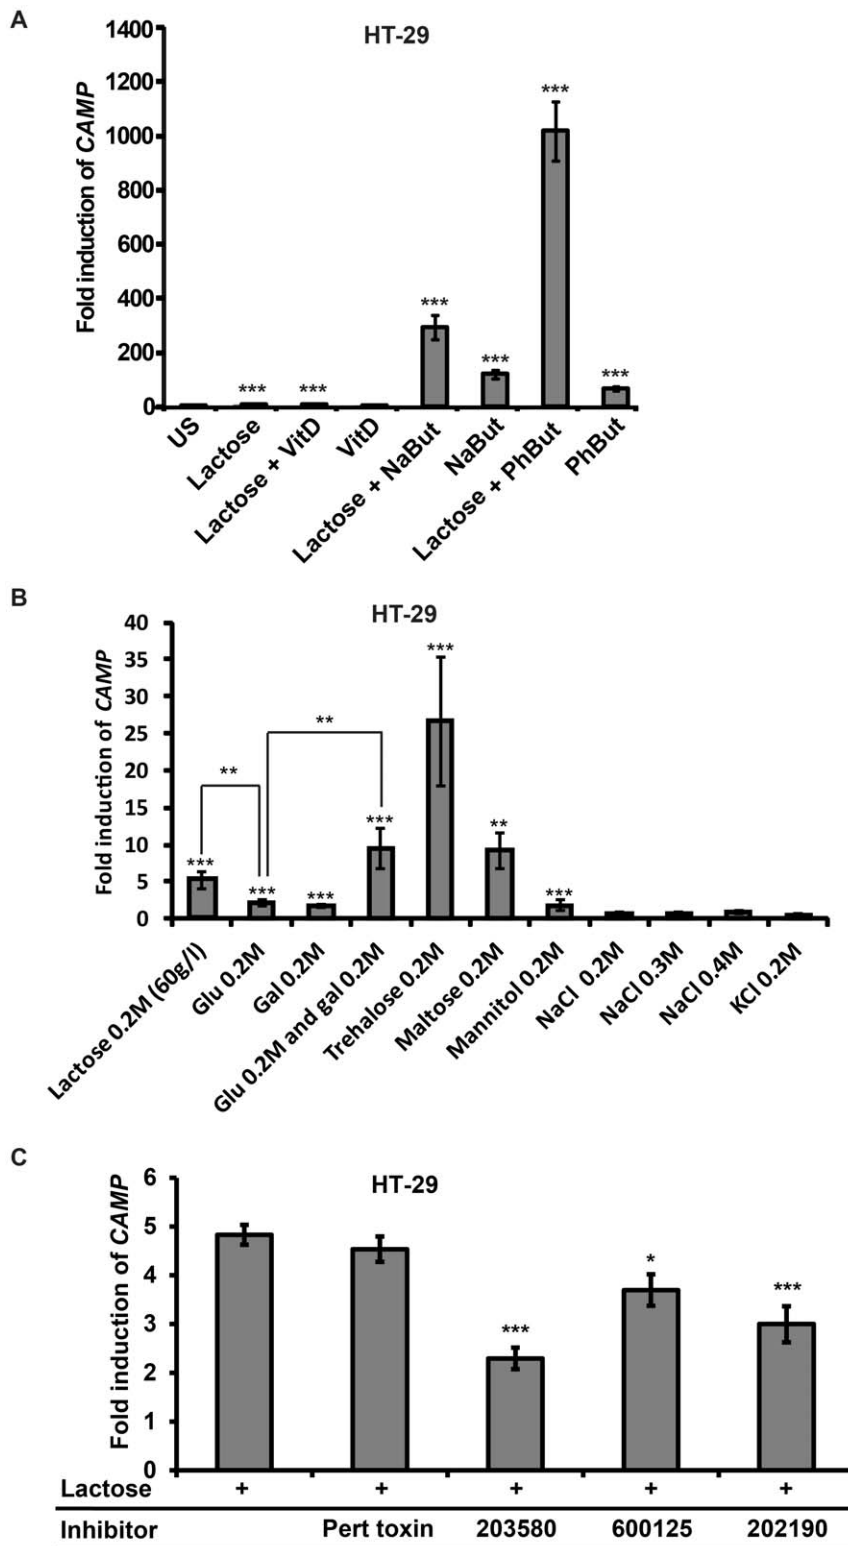 A
HT-29
Fold induction of CAMP
1400
1200
1000
800
600
400
200
0
***
***
***
***
***
***
US
Lactose
Lactose + VitD
VitD
Lactose + NaBut
NaBut
Lactose + PhBut
PhBut
B
HT-29
Fold induction of CAMP
40
35
30
25
20
15
10
5
0
**
**
***
***
***
***
***
**
***
Lactose 0.2M (60g/l)
Glu 0.2M
Gal 0.2M
Glu 0.2M and gal 0.2M
Trehalose 0.2M
Maltose 0.2M
Mannitol 0.2M
NaCl 0.2M
NaCl 0.3M
NaCl 0.4M
KCl 0.2M
C
HT-29
Fold induction of CAMP
6
5
4
3
2
1
0
***
*
***
Lactose + + + + +
Inhibitor Pert toxin 203580 600125 202190